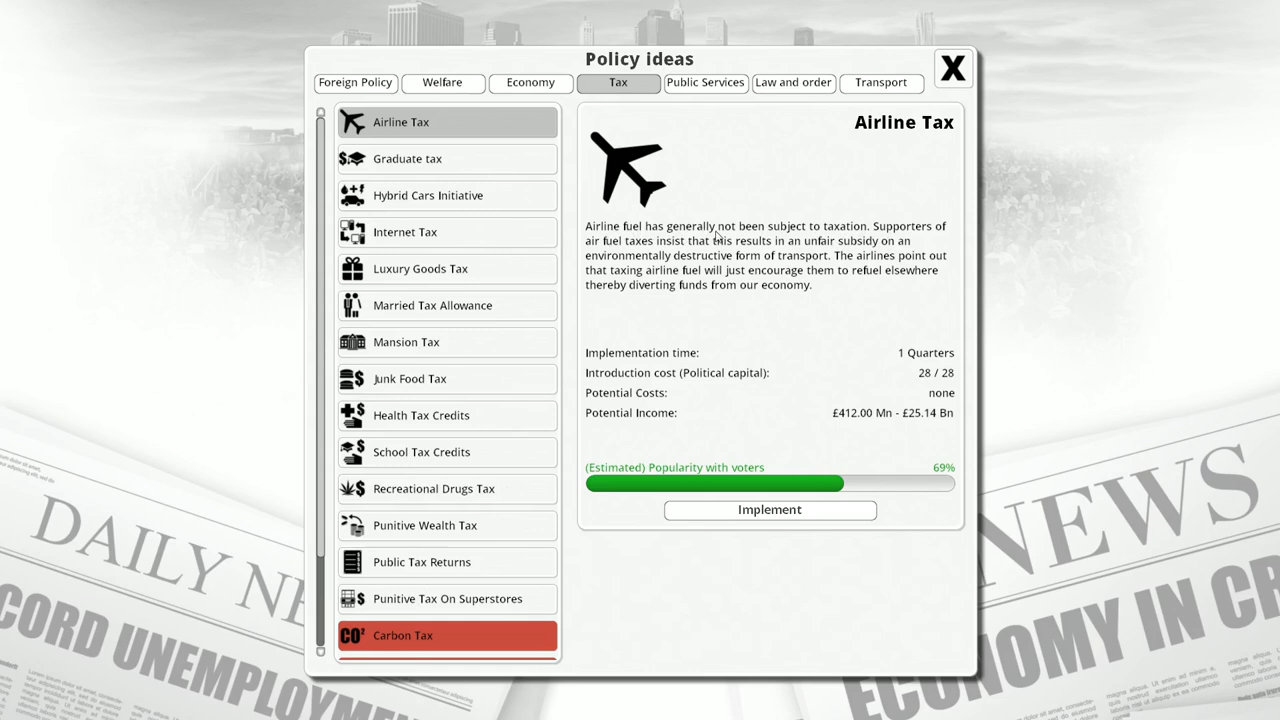 Policy ideas
X
Foreign Policy
Welfare
Economy
Tax
Public Services
Law and order
Transport
Airline Tax
Graduate tax
Hybrid Cars Initiative
Internet Tax
Luxury Goods Tax
Married Tax Allowance
Mansion Tax
Junk Food Tax
Health Tax Credits
School Tax Credits
Recreational Drugs Tax
Punitive Wealth Tax
Public Tax Returns
Punitive Tax On Superstores
CO² Carbon Tax
Airline Tax
Airline fuel has generally not been subject to taxation. Supporters of
air fuel taxes insist that this results in an unfair subsidy on an
environmentally destructive form of transport. The airlines point out
that taxing airline fuel will just encourage them to refuel elsewhere
thereby diverting funds from our economy.
Implementation time: 1 Quarters
Introduction cost (Political capital): 28 / 28
Potential Costs: none
Potential Income: £412.00 Mn - £25.14 Bn
(Estimated) Popularity with voters 69%
Implement
DAILY NE
CORD UNEMPLOYM
NEWS
ECONOMY IN CR